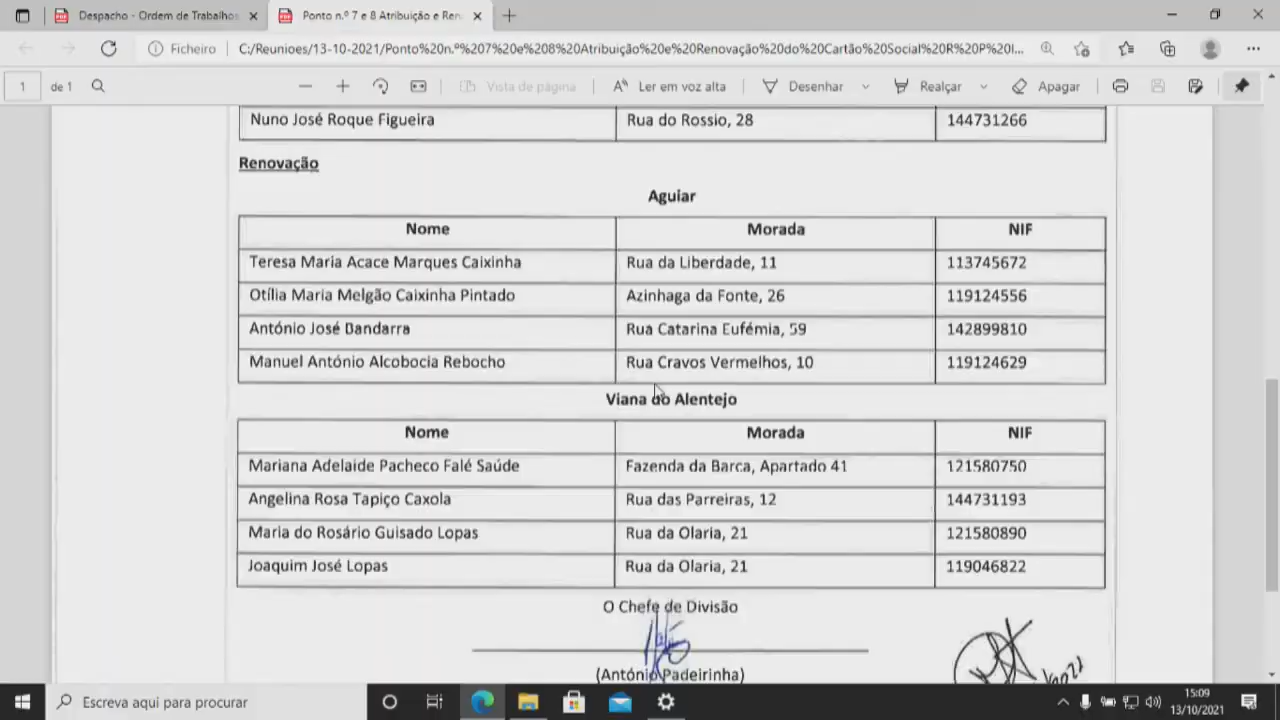 Despacho - Ordem de Trabalhos
Ponto n.º 7 e 8 Atribuição e Ren
Ficheiro
C:/Reunioes/13-10-2021/Ponto%20n.º%207%20e%208%20Atribuição%20e%20Renovação%20do%20Cartão%20Social%20R%20P%20I...
1 de 1
Vista de página
Ler em voz alta
Desenhar
Realçar
Apagar
Nuno José Roque Figueira Rua do Rossio, 28 144731266
Renovação
Aguiar
Nome Morada NIF
Teresa Maria Acace Marques Caixinha Rua da Liberdade, 11 113745672
Otília Maria Melgão Caixinha Pintado Azinhaga da Fonte, 26 119124556
António José Bandarra Rua Catarina Eufémia, 59 142899810
Manuel António Alcobocia Rebocho Rua Cravos Vermelhos, 10 119124629
Viana do Alentejo
Nome Morada NIF
Mariana Adelaide Pacheco Falé Saúde Fazenda da Barca, Apartado 41 121580750
Angelina Rosa Tapiço Caxola Rua das Parreiras, 12 144731193
Maria do Rosário Guisado Lopas Rua da Olaria, 21 121580890
Joaquim José Lopas Rua da Olaria, 21 119046822
O Chefe de Divisão
(António Padeirinha)
Escreva aqui para procurar
15:09
13/10/2021